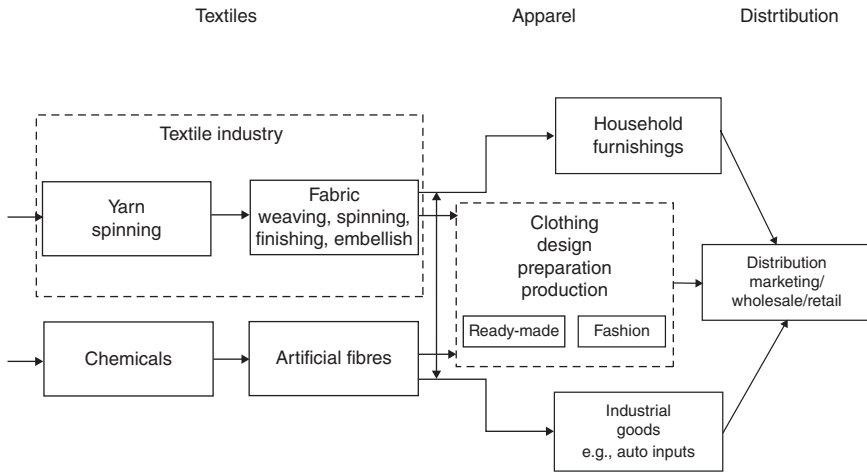 Textiles
Apparel
Distrtibution
Textile industry
Yarn
spinning
Fabric
weaving, spinning,
finishing, embellish
Household
furnishings
Clothing
design
preparation
production
Ready-made
Fashion
Distribution
marketing/
wholesale/retail
Chemicals
Artificial fibres
Industrial
goods
e.g., auto inputs